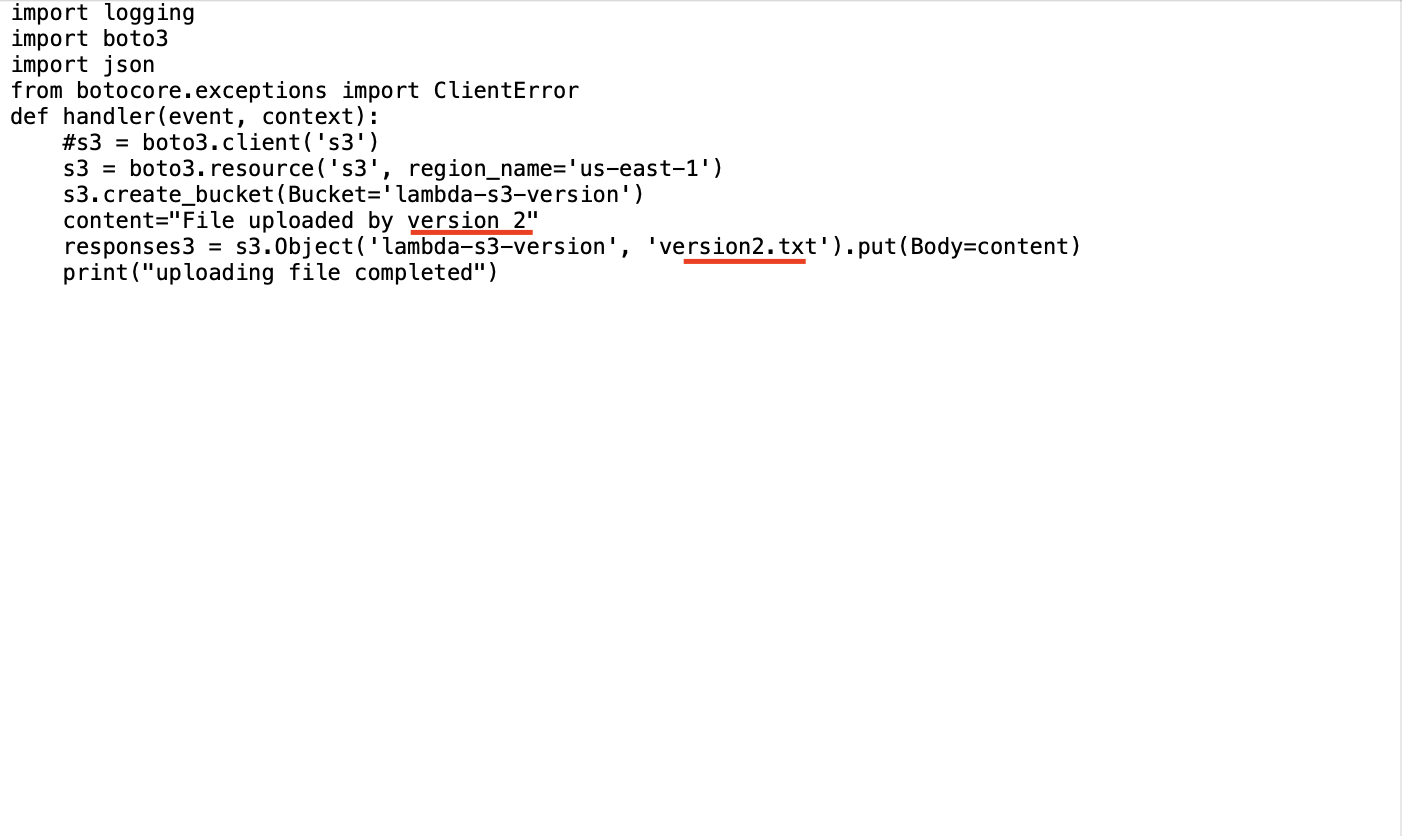 import logging
import boto3
import json
from botocore.exceptions import ClientError
def handler(event, context):
    #s3 = boto3.client('s3')
    s3 = boto3.resource('s3', region_name='us-east-1')
    s3.create_bucket(Bucket='lambda-s3-version')
    content="File uploaded by version 2"
    responses3 = s3.Object('lambda-s3-version', 'version2.txt').put(Body=content)
    print("uploading file completed")